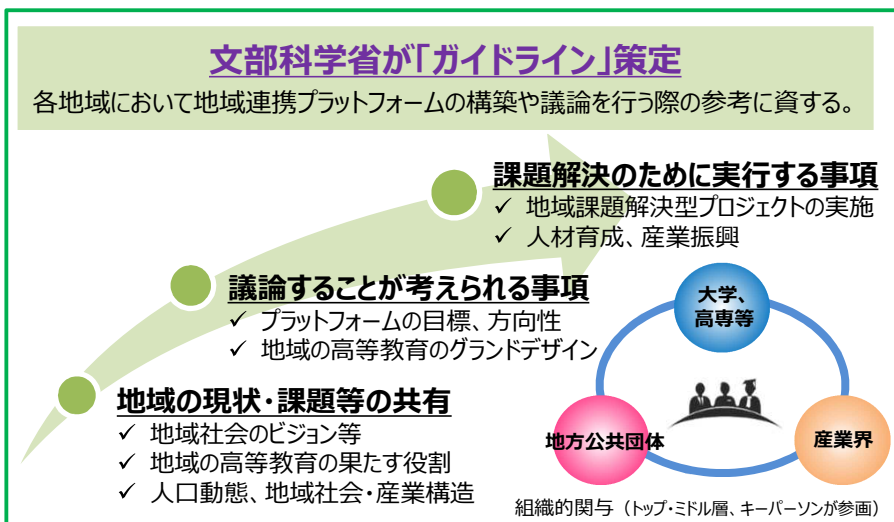 文部科学省が「ガイドライン」策定
各地域において地域連携プラットフォームの構築や議論を行う際の参考に資する。
課題解決のために実行する事項
✓ 地域課題解決型プロジェクトの実施
✓ 人材育成、産業振興
議論することが考えられる事項
✓ プラットフォームの目標、方向性
✓ 地域の高等教育のグランドデザイン
地域の現状・課題等の共有
✓ 地域社会のビジョン等
✓ 地域の高等教育の果たす役割
✓ 人口動態、地域社会・産業構造
大学、
高専等
地方公共団体
産業界
組織的関与（トップ・ミドル層、キーパーソンが参画）